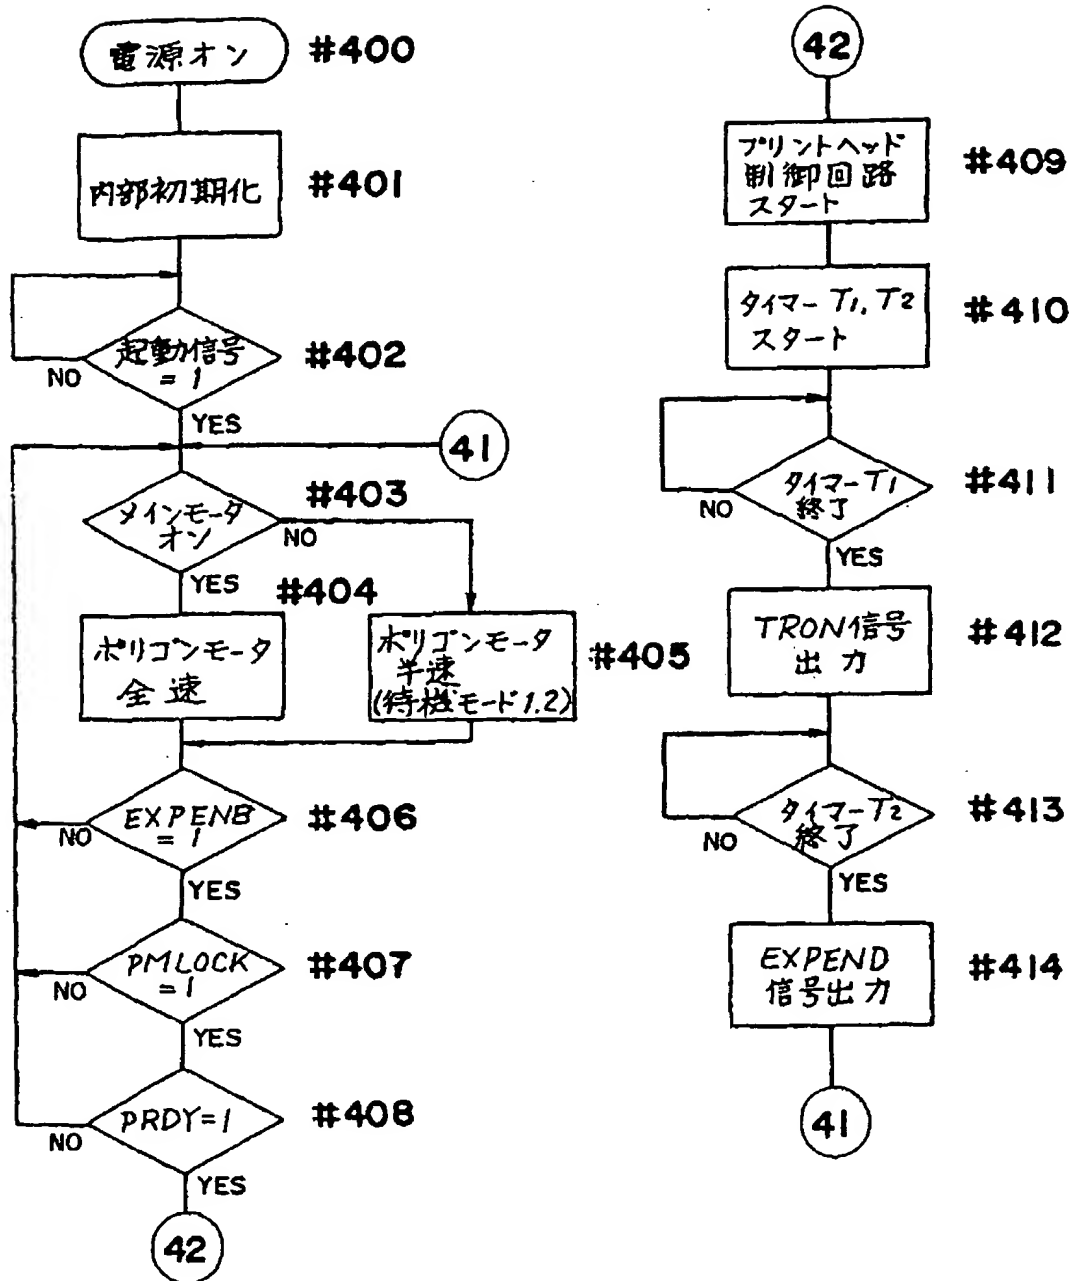 電源オン #400
内部初期化 #401
起動信号 #402
= 1
NO
YES
41
メインモータ #403
オン
NO
YES
#404
ポリゴンモータ
全速
ポリゴンモータ #405
半速
(待機モード1.2)
EXPENB #406
= 1
NO
YES
PMLOCK #407
= 1
NO
YES
PRDY=1 #408
NO
YES
42
42
プリントヘッド #409
制御回路
スタート
タイマー T1, T2 #410
スタート
タイマーT1 #411
終了
NO
YES
TRON信号 #412
出力
タイマーT2 #413
終了
NO
YES
EXPEND #414
信号出力
41